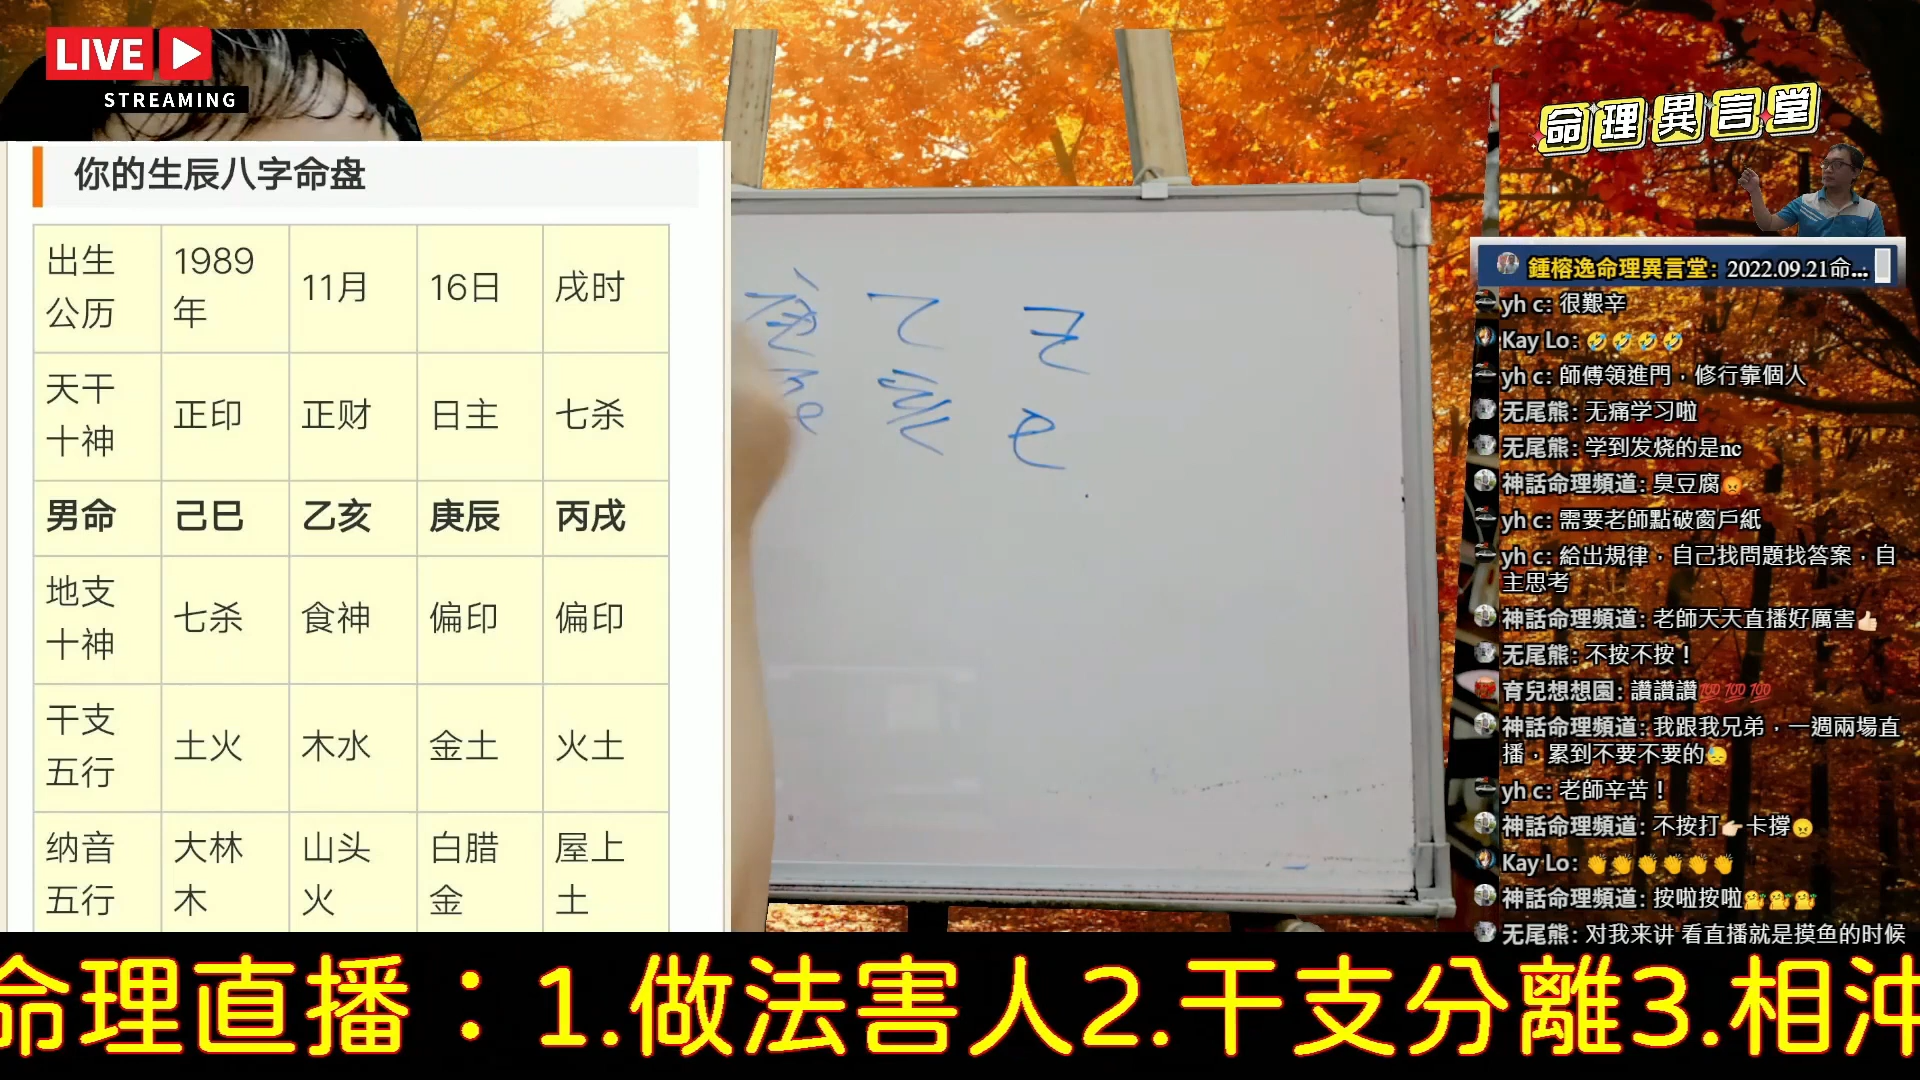 LIVE
STREAMING
你的生辰八字命盘
出生公历 1989年 11月 16日 戌时
天干十神 正印 正财 日主 七杀
男命 己巳 乙亥 庚辰 丙戌
地支十神 七杀 食神 偏印 偏印
干支五行 土火 木水 金土 火土
纳音五行 大林木 山头火 白腊金 屋上土
庚 乙 己
亥 巳
命理異言堂
鍾榕逸命理異言堂: 2022.09.21命...
yh c: 很艱辛
Kay Lo: 🤣🤣🤣🤣
yh c: 師傅領進門，修行靠個人
无尾熊: 无痛学习啦
无尾熊: 学到发烧的是nc
神話命理頻道: 臭豆腐😡
yh c: 需要老師點破窗戶紙
yh c: 給出規律，自己找問題找答案，自
主思考
神話命理頻道: 老師天天直播好厲害👍🏻
无尾熊: 不按不按！
育兒想想園: 讚讚讚💯💯💯
神話命理頻道: 我跟我兄弟，一週兩場直
播，累到不要不要的😓
yh c: 老師辛苦！
神話命理頻道: 不按打👉🏻卡撐😠
Kay Lo: 👏👏👏👏👏👏
神話命理頻道: 按啦按啦🤗🤗🤗
无尾熊: 对我来讲 看直播就是摸鱼的时候
命理直播：1.做法害人2.干支分離3.相沖